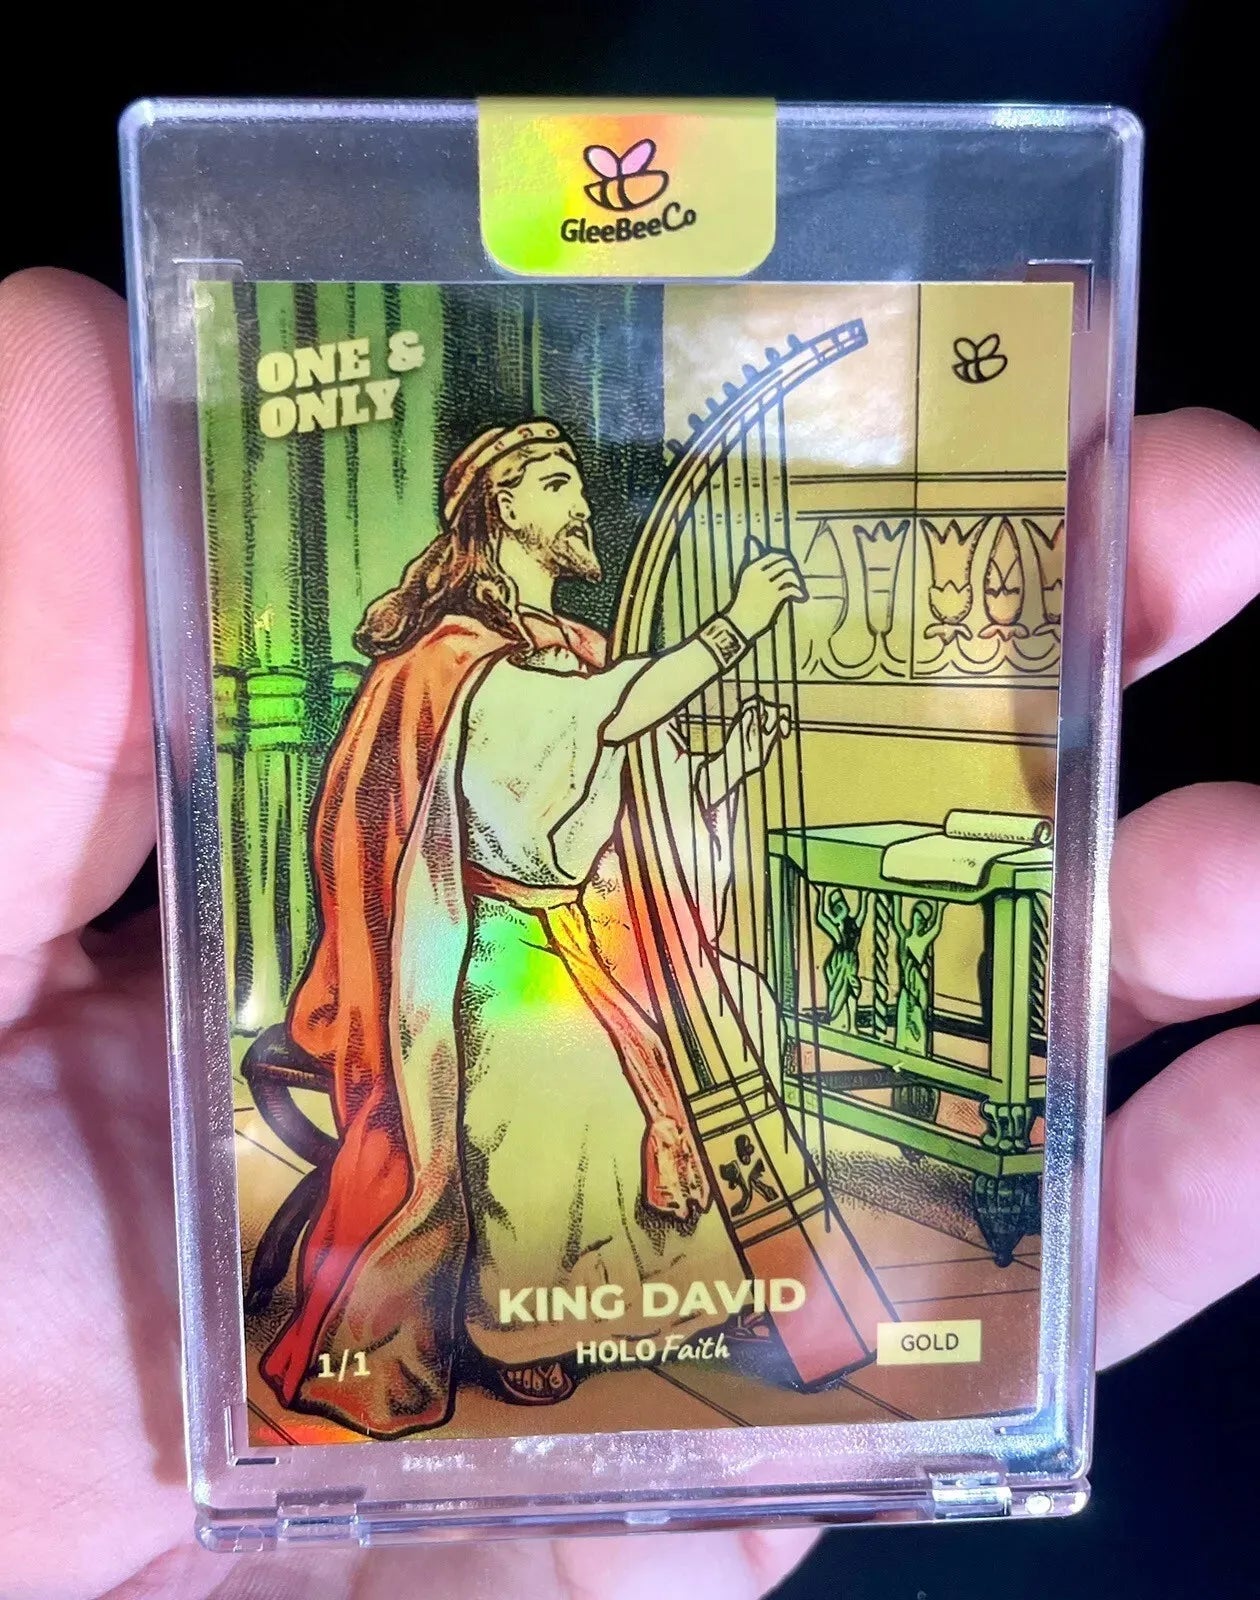 GleeBeeCo
ONE &
ONLY
KING DAVID
HOLO Faith
1/1
GOLD